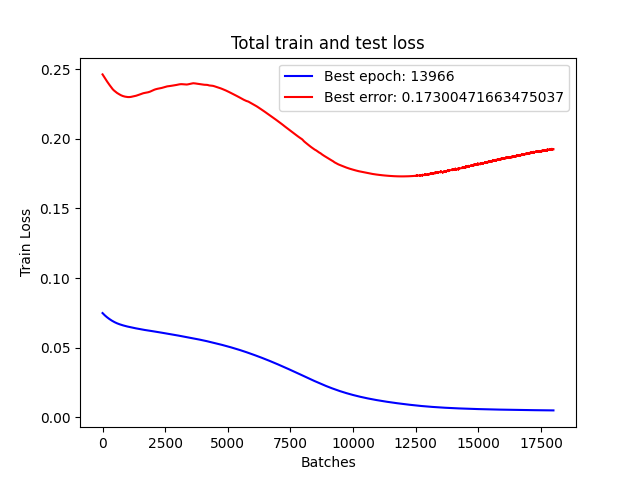 Total train and test loss
Best epoch: 13966
Best error: 0.17300471663475037
Train Loss
0.25
0.20
0.15
0.10
0.05
0.00
0 2500 5000 7500 10000 12500 15000 17500
Batches